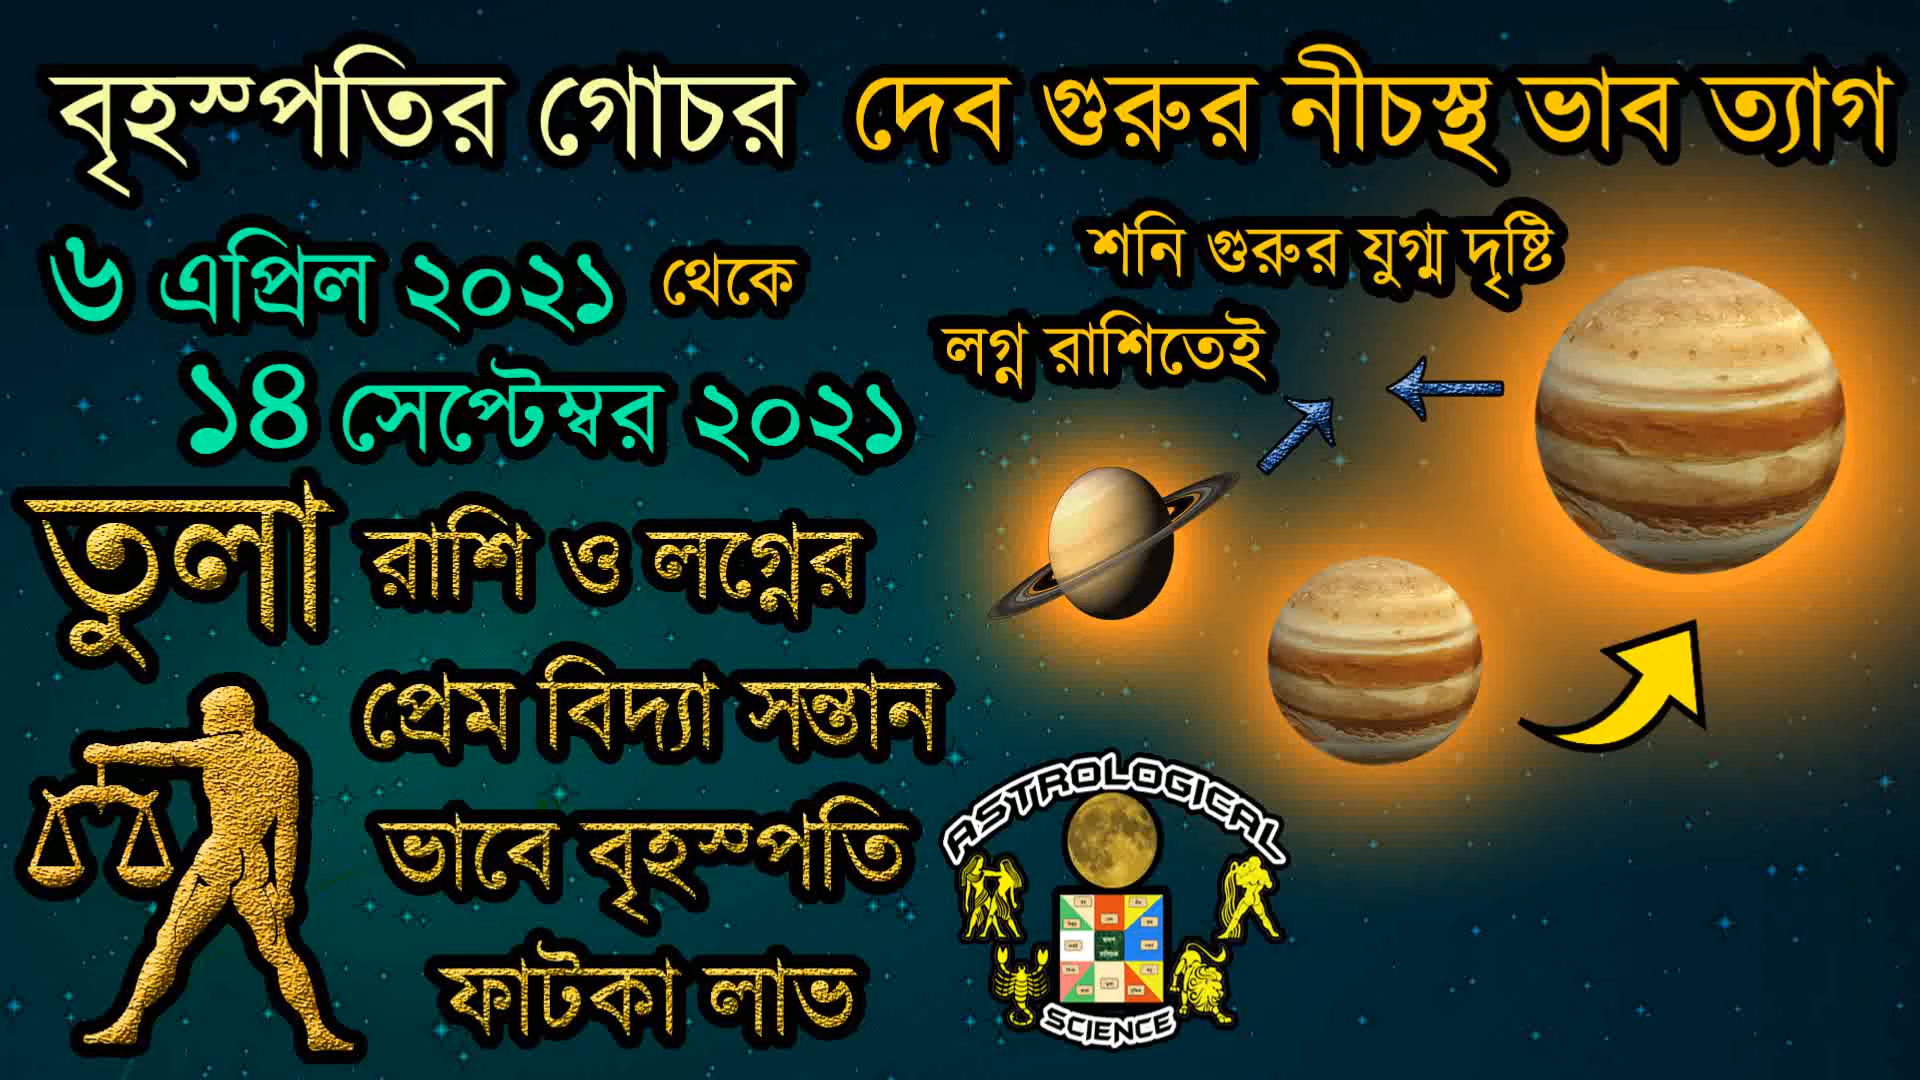 বৃহস্পতির গোচর দেব গুরুর নীচস্থ ভাব ত্যাগ
৬ এপ্রিল ২০২১ থেকে
১৪ সেপ্টেম্বর ২০২১
শনি গুরুর যুগ্ম দৃষ্টি
লগ্ন রাশিতেই
তুলা রাশি ও লগ্নের
প্রেম বিদ্যা সন্তান
ভাবে বৃহস্পতি
ফাটকা লাভ
ASTROLOGICAL
SCIENCE